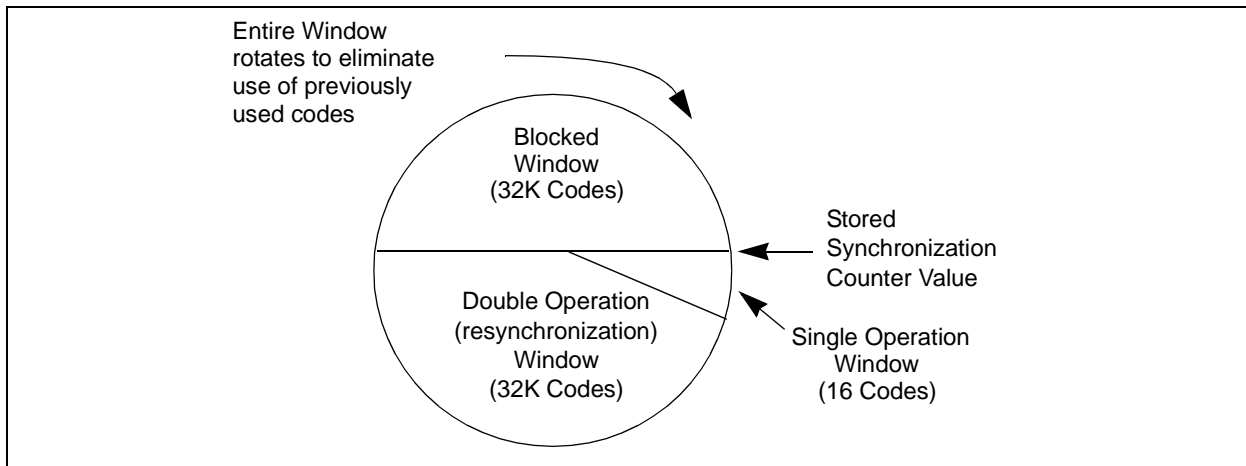 Entire Window
rotates to eliminate
use of previously
used codes
Blocked
Window
(32K Codes)
Stored
Synchronization
Counter Value
Double Operation
(resynchronization)
Window
(32K Codes)
Single Operation
Window
(16 Codes)